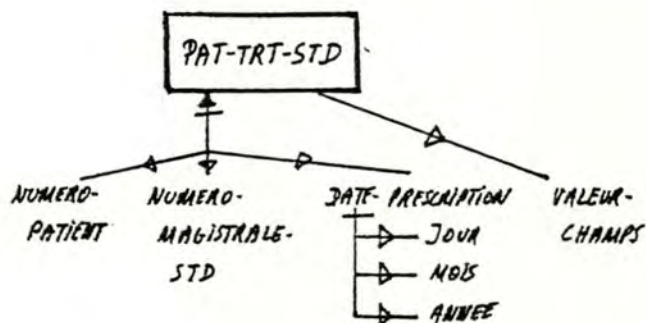 PAT-TRT-STD
NUMERO- NUMERO- DATE-PRESCRIPTION VALEUR-
PATIENT MAGISTRALE- JOUR CHAMPS
STD MOIS
ANNEE